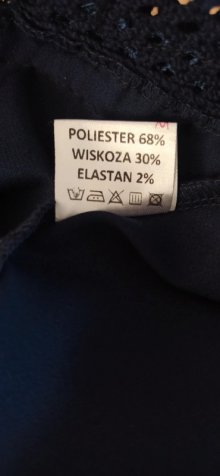 M
POLIESTER 68%
WISKOZA 30%
ELASTAN 2%